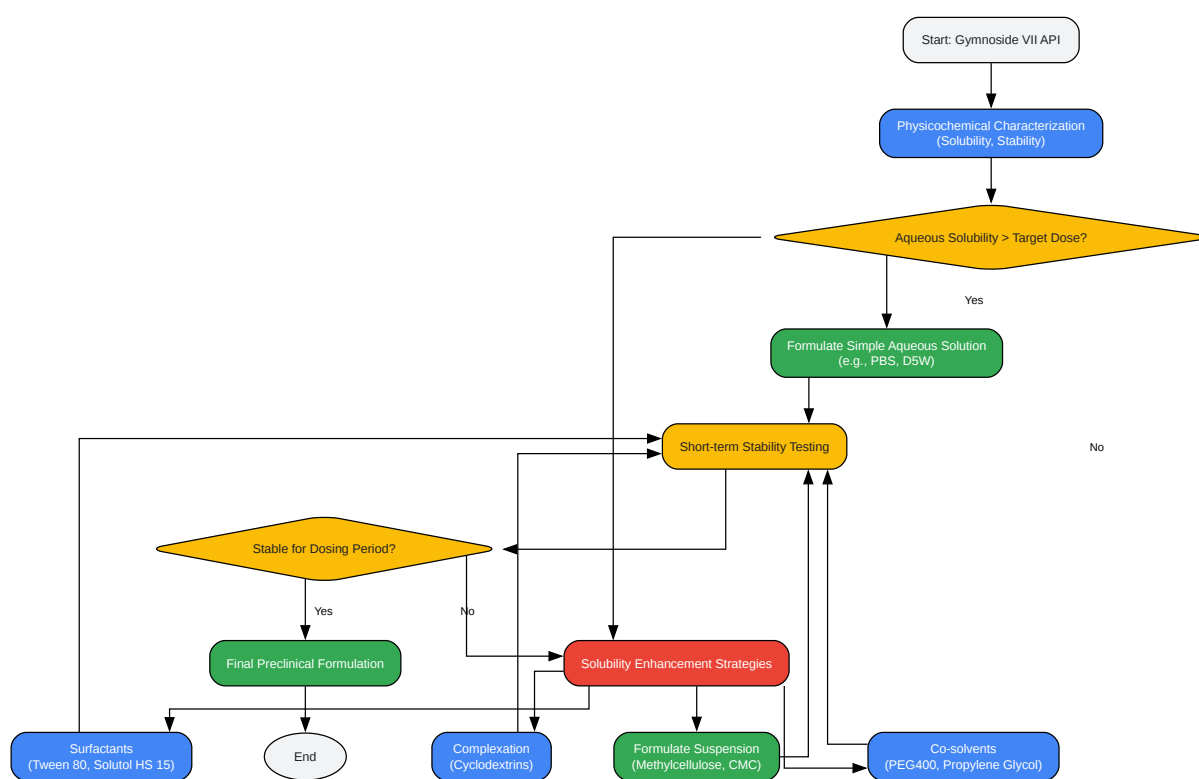 Start: Gymnoside VII API
Physicochemical Characterization
(Solubility, Stability)
Aqueous Solubility > Target Dose?
Yes
Formulate Simple Aqueous Solution
(e.g., PBS, D5W)
Short-term Stability Testing
No
Stable for Dosing Period?
Yes
No
Final Preclinical Formulation
Solubility Enhancement Strategies
Surfactants
(Tween 80, Solutol HS 15)
End
Complexation
(Cyclodextrins)
Formulate Suspension
(Methylcellulose, CMC)
Co-solvents
(PEG400, Propylene Glycol)